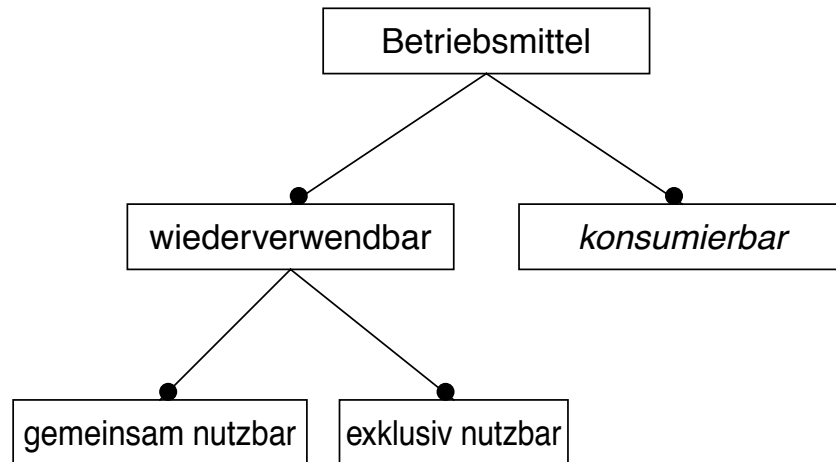 Betriebsmittel
wiederverwendbar
konsumierbar
gemeinsam nutzbar
exklusiv nutzbar